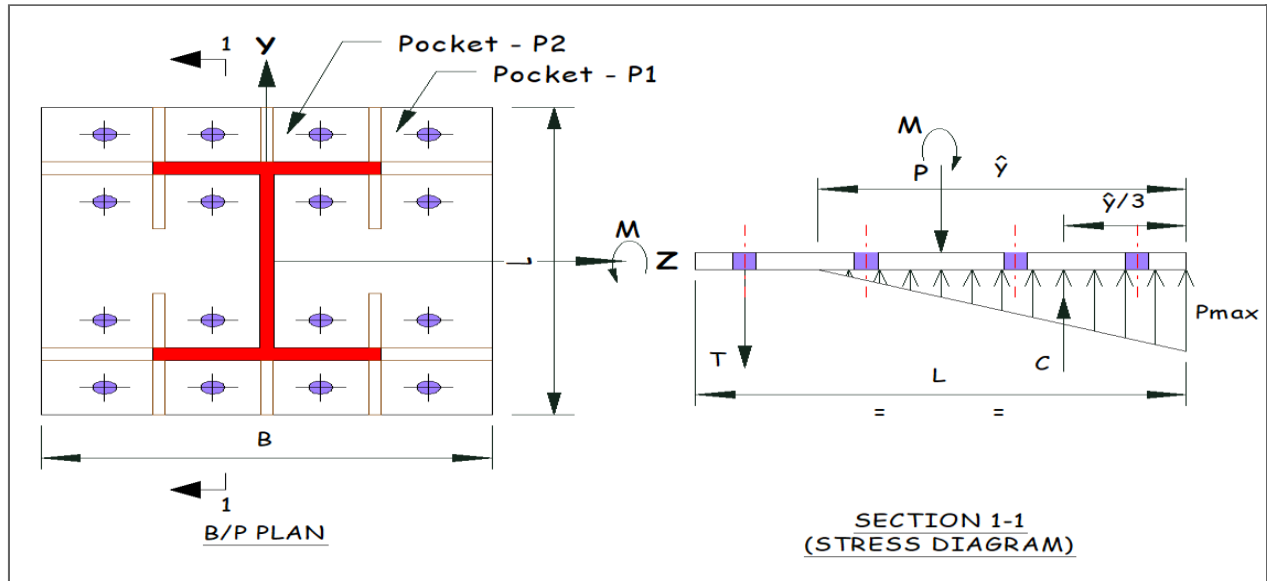 1
Y
Pocket - P2
Pocket - P1
M
Z
L
B
1
B/P PLAN
M
P
ŷ
ŷ/3
Pmax
T
C
L
= =
SECTION 1-1
(STRESS DIAGRAM)